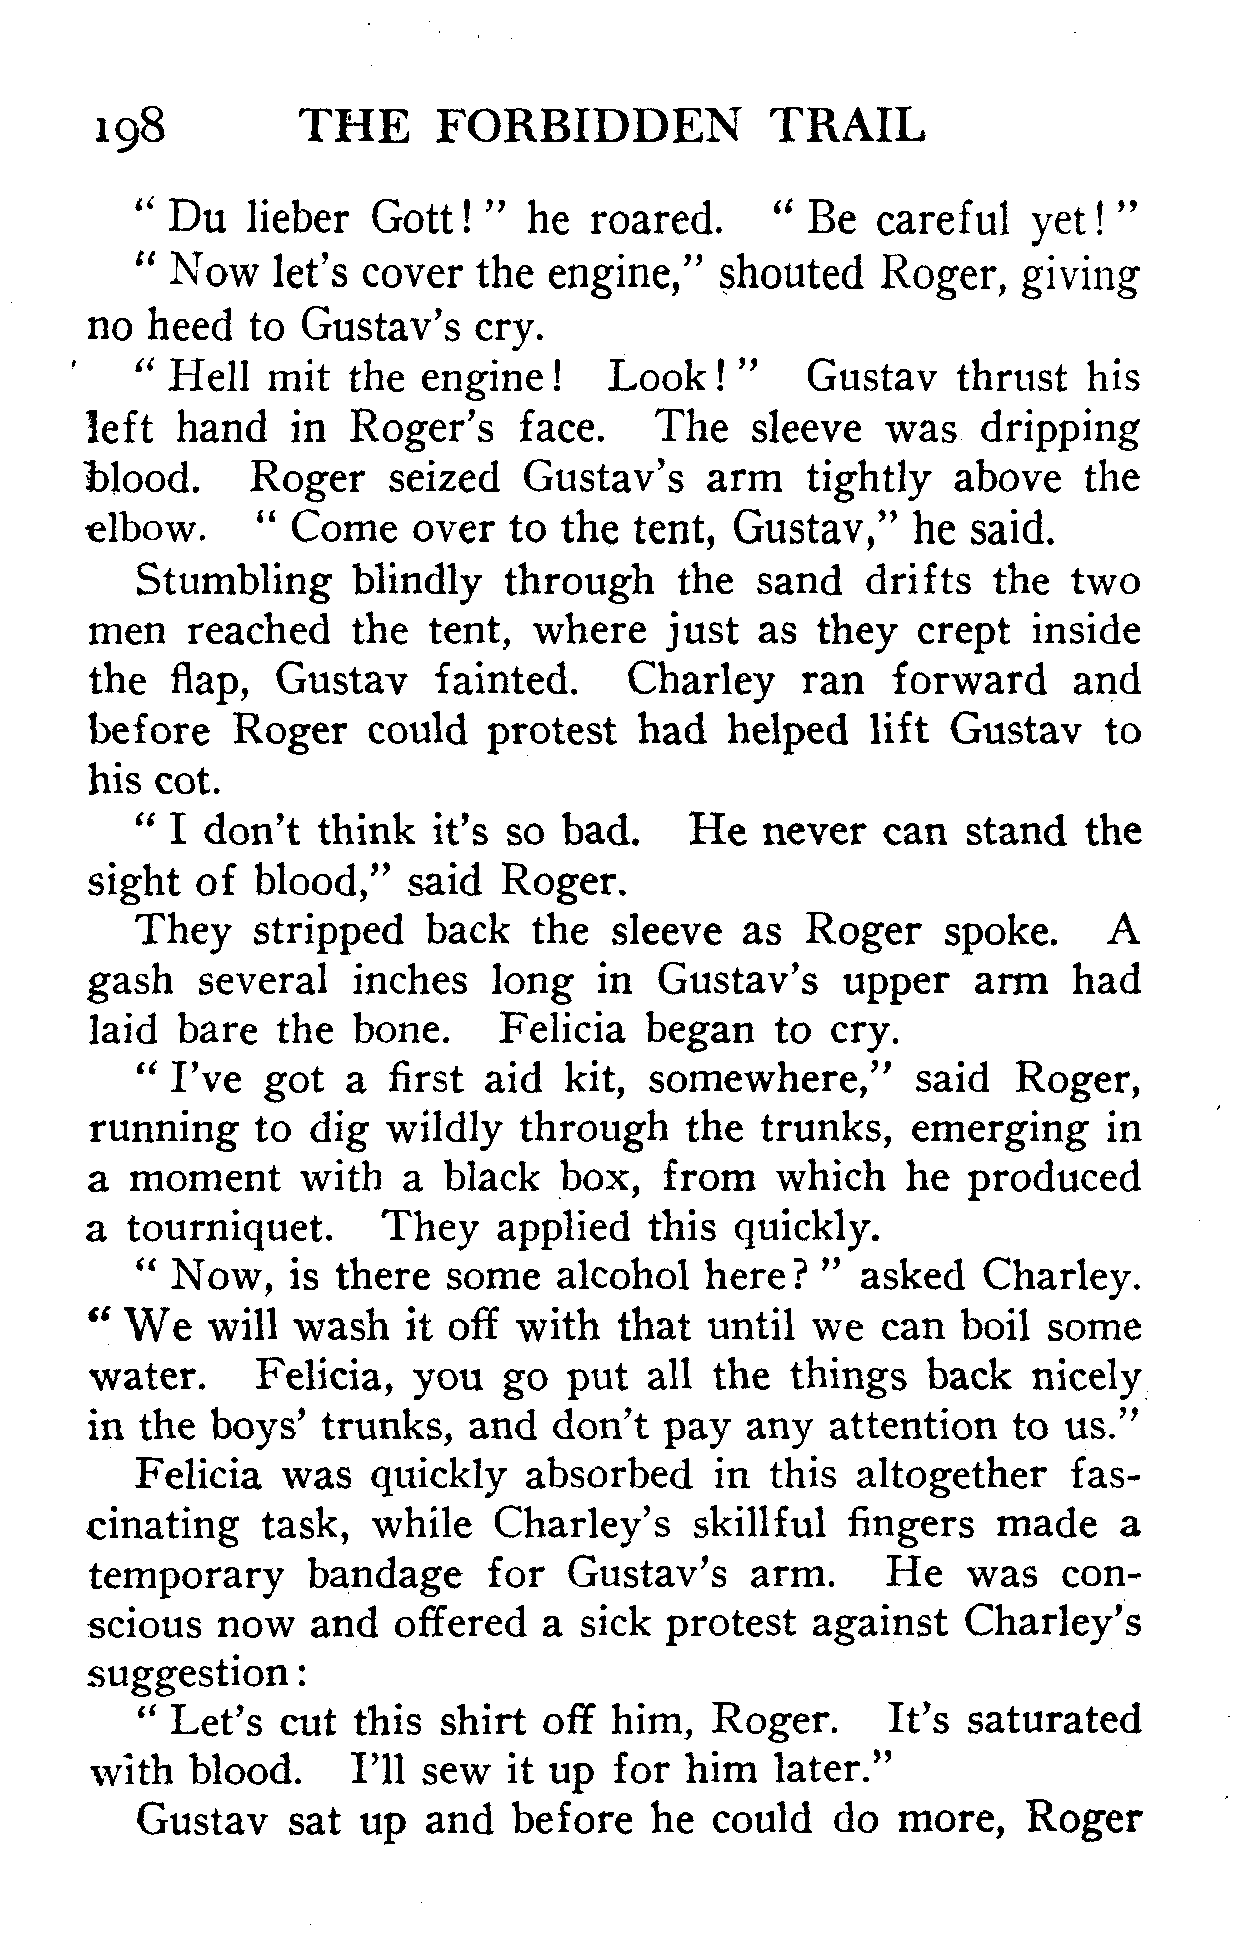 198 THE FORBIDDEN TRAIL
" Du lieber Gott! " he roared. " Be careful yet! "
" Now let's cover the engine," shouted Roger, giving
no heed to Gustav's cry.
" Hell mit the engine! Look! " Gustav thrust his
left hand in Roger's face. The sleeve was dripping
blood. Roger seized Gustav's arm tightly above the
elbow. " Come over to the tent, Gustav," he said.
Stumbling blindly through the sand drifts the two
men reached the tent, where just as they crept inside
the flap, Gustav fainted. Charley ran forward and
before Roger could protest had helped lift Gustav to
his cot.
" I don't think it's so bad. He never can stand the
sight of blood," said Roger.
They stripped back the sleeve as Roger spoke. A
gash several inches long in Gustav's upper arm had
laid bare the bone. Felicia began to cry.
" I've got a first aid kit, somewhere," said Roger,
running to dig wildly through the trunks, emerging in
a moment with a black box, from which he produced
a tourniquet. They applied this quickly.
" Now, is there some alcohol here? " asked Charley.
" We will wash it off with that until we can boil some
water. Felicia, you go put all the things back nicely
in the boys' trunks, and don't pay any attention to us."
Felicia was quickly absorbed in this altogether fas-
cinating task, while Charley's skillful fingers made a
temporary bandage for Gustav's arm. He was con-
scious now and offered a sick protest against Charley's
suggestion:
" Let's cut this shirt off him, Roger. It's saturated
with blood. I'll sew it up for him later."
Gustav sat up and before he could do more, Roger